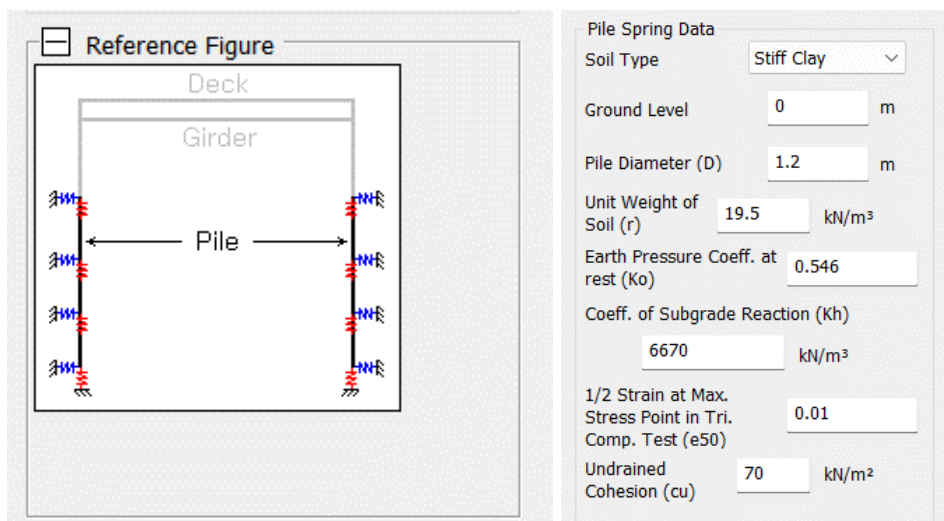 Reference Figure
Deck
Girder
Pile
Pile Spring Data
Soil Type Stiff Clay
Ground Level 0 m
Pile Diameter (D) 1.2 m
Unit Weight of
Soil (r) 19.5 kN/m³
Earth Pressure Coeff. at
rest (Ko) 0.546
Coeff. of Subgrade Reaction (Kh)
6670 kN/m³
1/2 Strain at Max.
Stress Point in Tri. 0.01
Comp. Test (e50)
Undrained
Cohesion (cu) 70 kN/m²